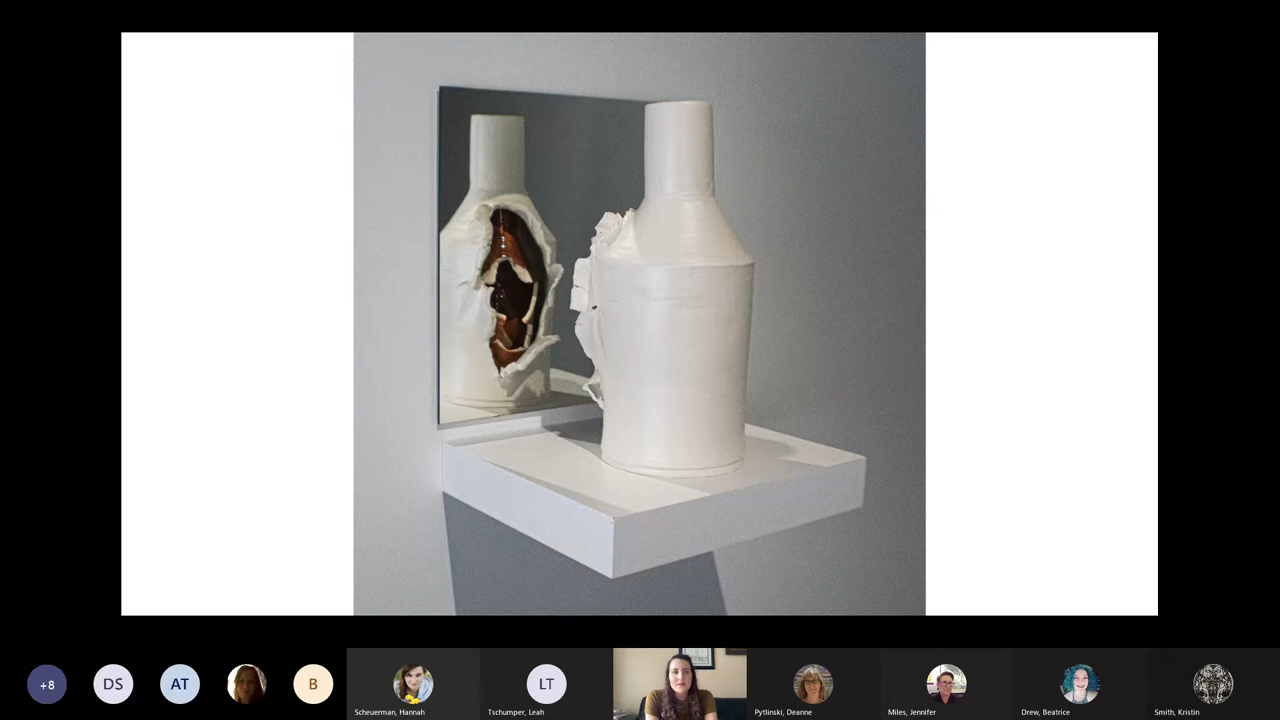 +8
DS
AT
B
LT
Scheuerman, Hannah
Tschumper, Leah
Pytlinski, Deanne
Miles, Jennifer
Drew, Beatrice
Smith, Kristin